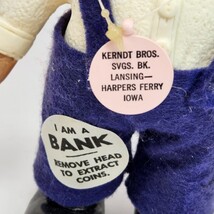 KERNDT BROS.
SVGS. BK.
LANSING—
HARPERS FERRY
IOWA
I AM A
BANK
REMOVE HEAD
TO EXTRACT
COINS.